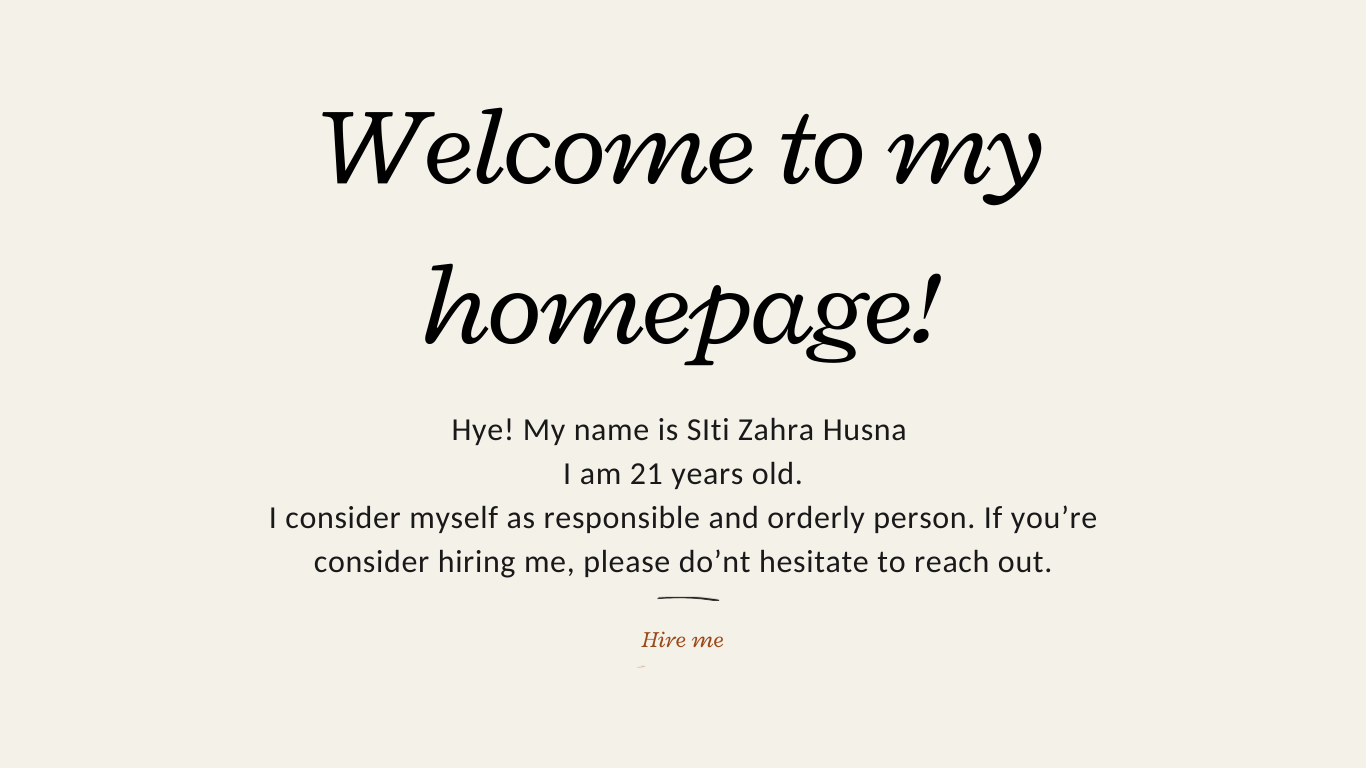 Welcome to my
homepage!
Hye! My name is SIti Zahra Husna
I am 21 years old.
I consider myself as responsible and orderly person. If you’re
consider hiring me, please do’nt hesitate to reach out.
Hire me